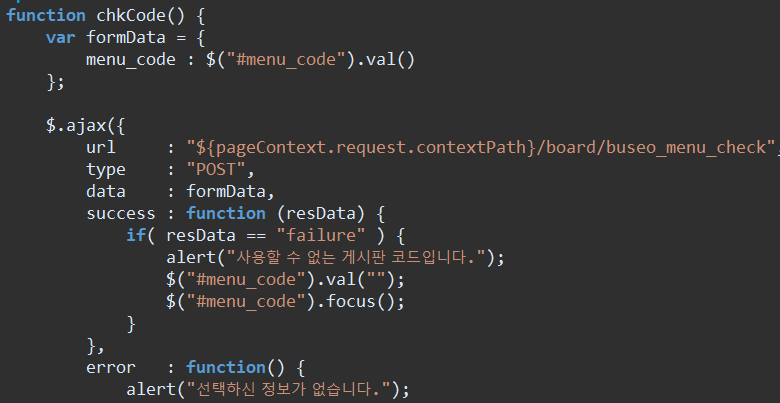 function chkCode() {
    var formData = {
        menu_code : $("#menu_code").val()
    };

    $.ajax({
        url     : "${pageContext.request.contextPath}/board/buseo_menu_check",
        type    : "POST",
        data    : formData,
        success : function (resData) {
            if( resData == "failure" ) {
                alert("사용할 수 없는 게시판 코드입니다.");
                $("#menu_code").val("");
                $("#menu_code").focus();
            }
        },
        error   : function() {
            alert("선택하신 정보가 없습니다.");